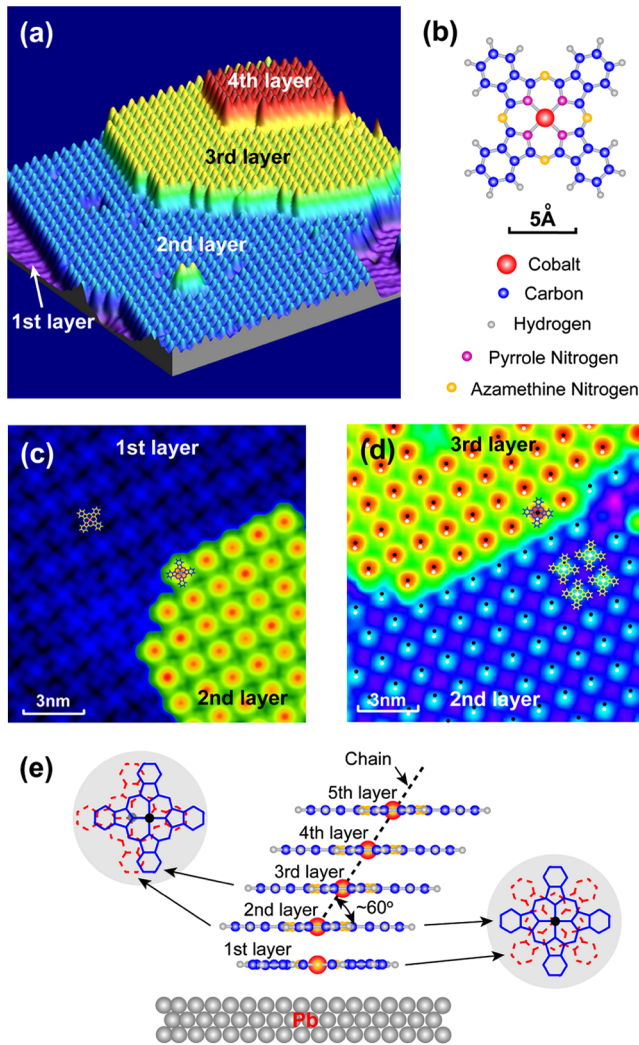 (a)
4th layer
3rd layer
2nd layer
1st layer
(b)
5Å
Cobalt
Carbon
Hydrogen
Pyrrole Nitrogen
Azamethine Nitrogen
(c)
1st layer
2nd layer
3nm
(d)
3rd layer
2nd layer
3nm
(e)
Chain
5th layer
4th layer
3rd layer
2nd layer
~60º
1st layer
Pb